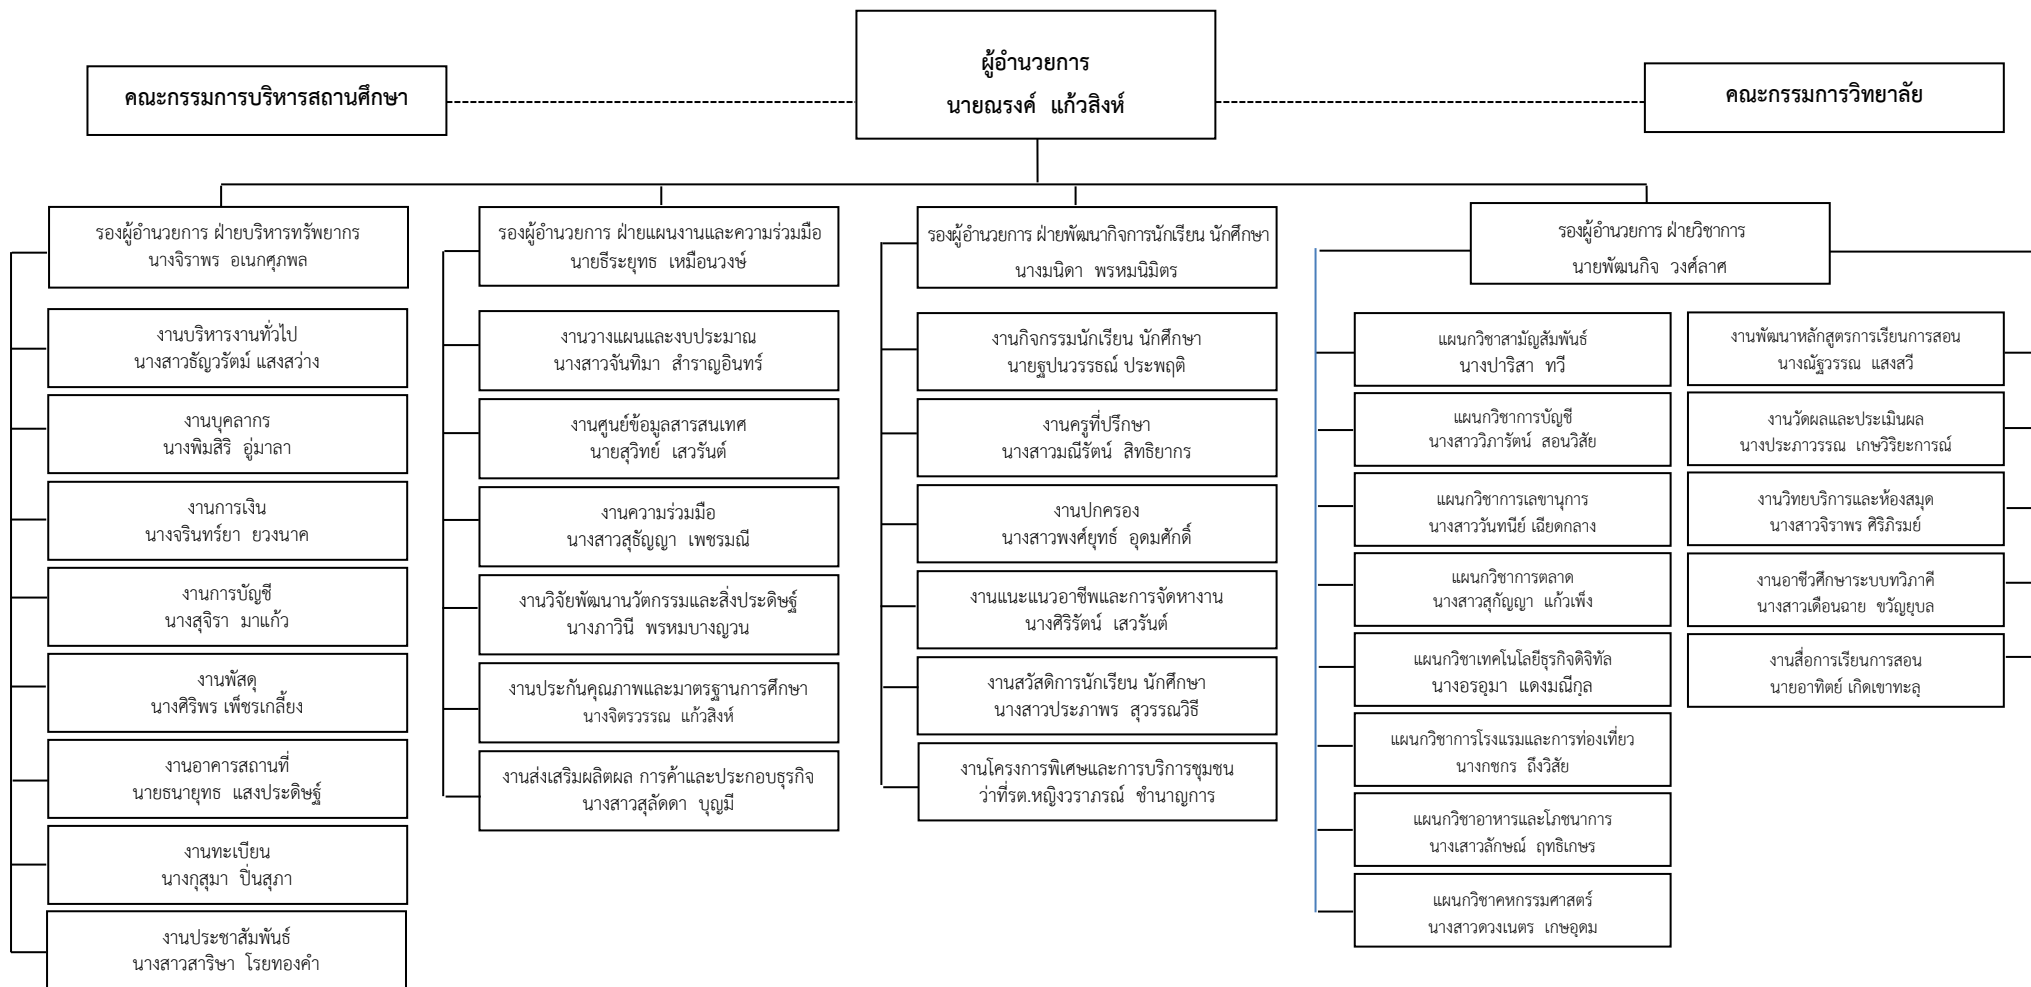 ผู้อำนวยการ
นายณรงค์ แก้วสิงห์
คณะกรรมการบริหารสถานศึกษา
คณะกรรมการวิทยาลัย
รองผู้อำนวยการ ฝ่ายบริหารทรัพยากร
นางจิราพร อเนกศุภพล
งานบริหารงานทั่วไป
นางสาวธัญวรัตม์ แสงสว่าง
งานบุคลากร
นางพิมสิริ อู่มาลา
งานการเงิน
นางจรินทร์ยา ยวงนาค
งานการบัญชี
นางสุจิรา มาแก้ว
งานพัสดุ
นางศิริพร เพ็ชรเกลี้ยง
งานอาคารสถานที่
นายธนายุทธ แสงประดิษฐ์
งานทะเบียน
นางกุสุมา ปิ่นสุภา
งานประชาสัมพันธ์
นางสาวสาริษา โรยทองคำ
รองผู้อำนวยการ ฝ่ายแผนงานและความร่วมมือ
นายธีระยุทธ เหมือนวงษ์
งานวางแผนและงบประมาณ
นางสาวจันทิมา สำราญอินทร์
งานศูนย์ข้อมูลสารสนเทศ
นายสุวิทย์ เสวรันต์
งานความร่วมมือ
นางสาวสุธัญญา เพชรมณี
งานวิจัยพัฒนานวัตกรรมและสิ่งประดิษฐ์
นางภาวินี พรหมบางญวน
งานประกันคุณภาพและมาตรฐานการศึกษา
นางจิตรวรรณ แก้วสิงห์
งานส่งเสริมผลิตผล การค้าและประกอบธุรกิจ
นางสาวสุลัดดา บุญมี
รองผู้อำนวยการ ฝ่ายพัฒนากิจการนักเรียน นักศึกษา
นางมนิดา พรหมนิมิตร
งานกิจกรรมนักเรียน นักศึกษา
นายฐปนวรรธณ์ ประพฤติ
งานครูที่ปรึกษา
นางสาวมณีรัตน์ สิทธิยากร
งานปกครอง
นางสาวพงศ์ยุทธ์ อุดมศักดิ์
งานแนะแนวอาชีพและการจัดหางาน
นางศิริรัตน์ เสวรันต์
งานสวัสดิการนักเรียน นักศึกษา
นางสาวประภาพร สุวรรณวิธี
งานโครงการพิเศษและการบริการชุมชน
ว่าที่รต.หญิงวราภรณ์ ชำนาญการ
รองผู้อำนวยการ ฝ่ายวิชาการ
นายพัฒนกิจ วงศ์ลาศ
แผนกวิชาสามัญสัมพันธ์
นางปาริสา ทวี
แผนกวิชาการบัญชี
นางสาววิภารัตน์ สอนวิสัย
แผนกวิชาการเลขานุการ
นางสาววันทนีย์ เฉียดกลาง
แผนกวิชาการตลาด
นางสาวสุกัญญา แก้วเพ็ง
แผนกวิชาเทคโนโลยีธุรกิจดิจิทัล
นางอรอุมา แดงมณีกุล
แผนกวิชาการโรงแรมและการท่องเที่ยว
นางกชกร ถึงวิสัย
แผนกวิชาอาหารและโภชนาการ
นางเสาวลักษณ์ ฤทธิเกษร
แผนกวิชาคหกรรมศาสตร์
นางสาวดวงเนตร เกษอุดม
งานพัฒนาหลักสูตรการเรียนการสอน
นางณัฐวรรณ แสงสวี
งานวัดผลและประเมินผล
นางประภาวรรณ เกษวิริยะการณ์
งานวิทยบริการและห้องสมุด
นางสาวจิราพร ศิริภิรมย์
งานอาชีวศึกษาระบบทวิภาคี
นางสาวเดือนฉาย ขวัญยุบล
งานสื่อการเรียนการสอน
นายอาทิตย์ เกิดเขาทะลุ